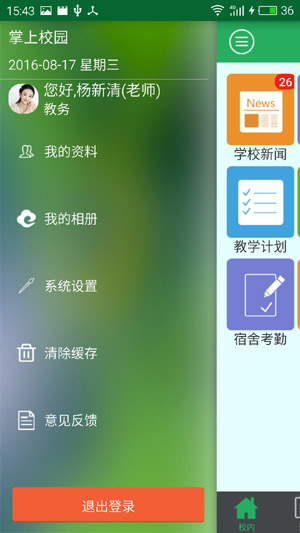 15:43
4G
36
掌上校园
2016-08-17 星期三
您好,杨新清(老师)
教务
我的资料
我的相册
系统设置
清除缓存
意见反馈
退出登录
News
26
学校新闻
教学计划
宿舍考勤
校内